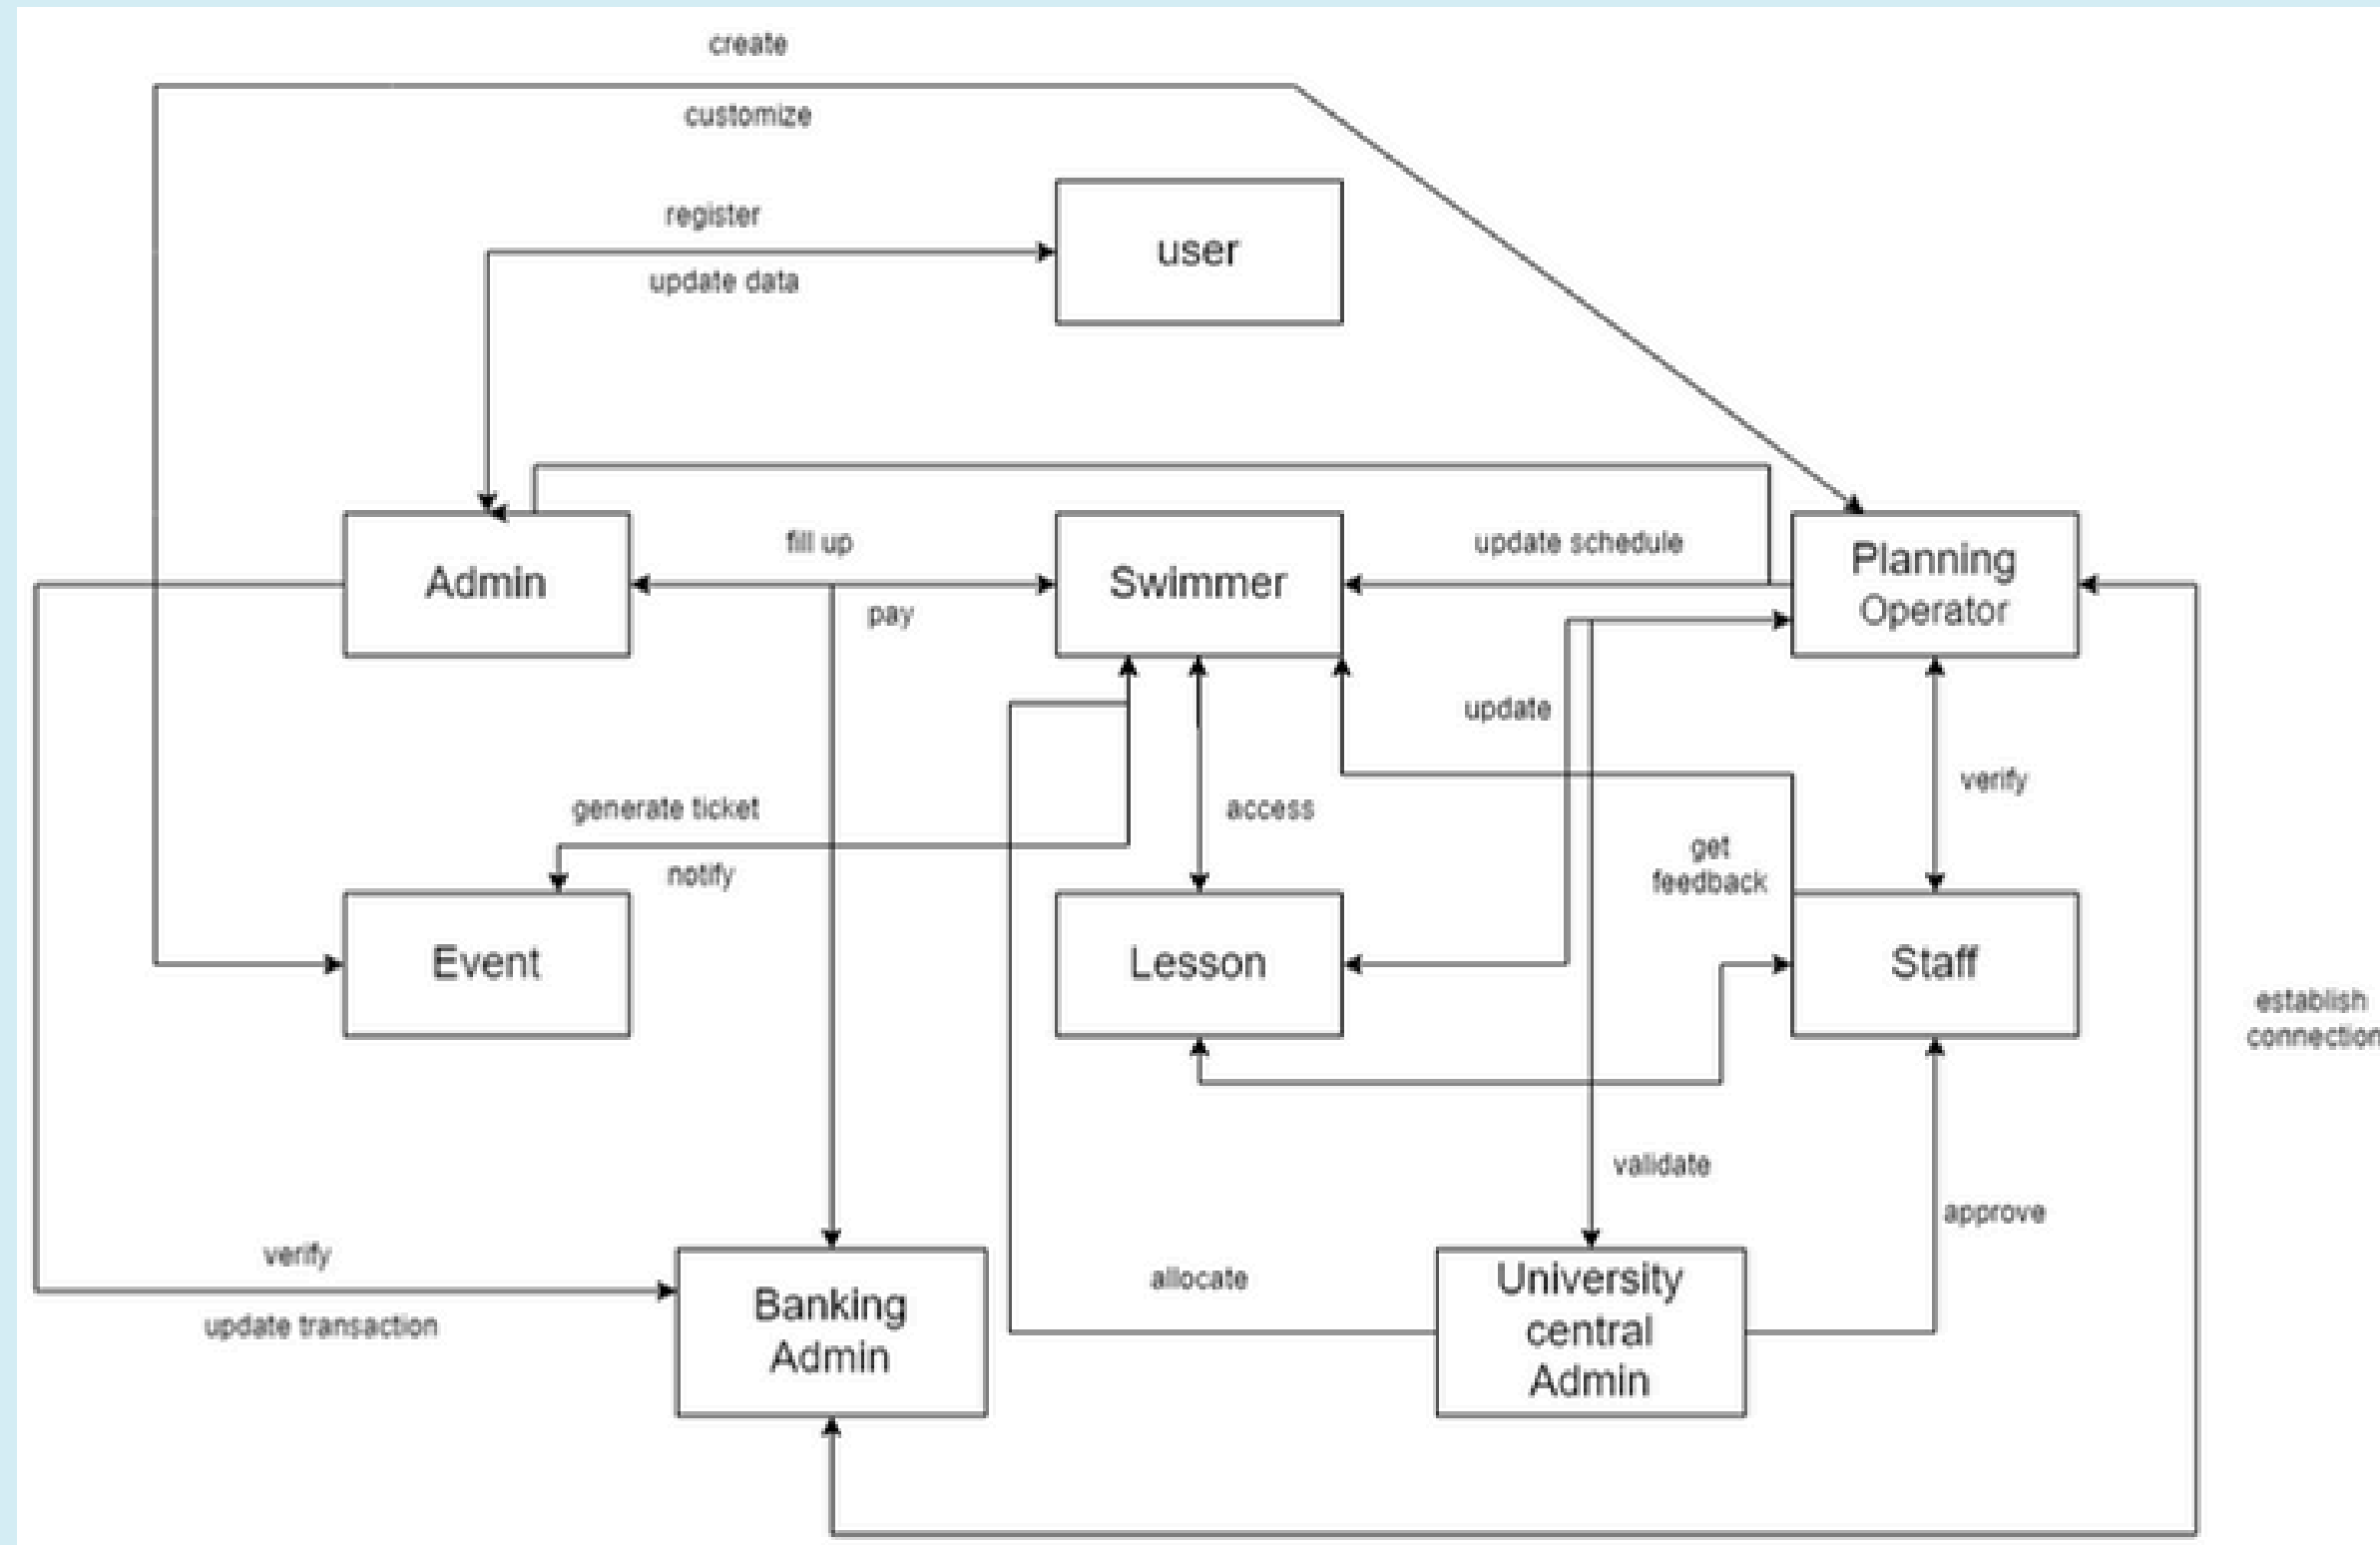 create
customize
register
user
update data
fill up
update schedule
Planning
Operator
Admin
Swimmer
pay
update
verify
generate ticket
access
get
feedback
notify
Event
Lesson
Staff
establish
connection
validate
approve
verify
allocate
University
central
Admin
Banking
Admin
update transaction